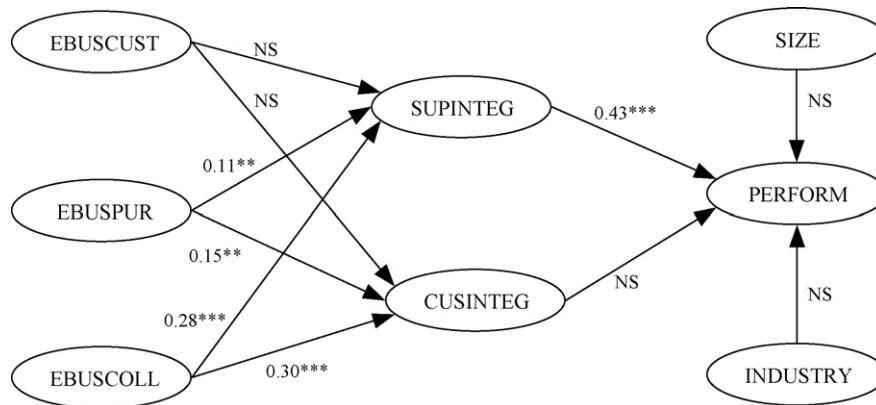 EBUSCUST
NS
SIZE
NS
NS
SUPINTEG
0.43***
0.11**
EBUSPUR
PERFORM
0.15**
NS
NS
CUSINTEG
0.28***
0.30***
EBUSCOLL
INDUSTRY